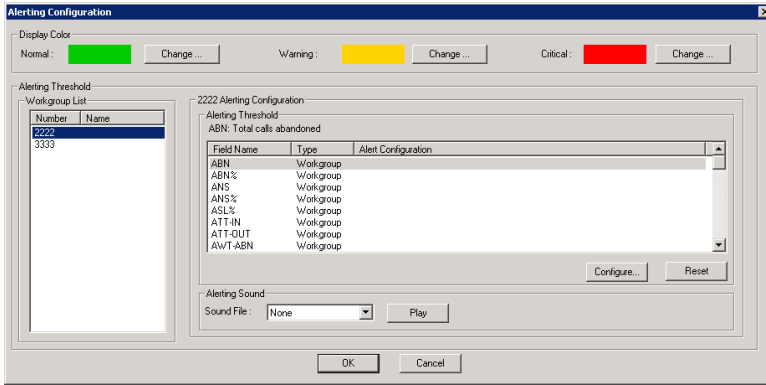 Alerting Configuration
Display Color
Normal : Change ... Warning : Change ... Critical : Change ...
Alerting Threshold
Workgroup List
Number Name
2222
3333
2222 Alerting Configuration
Alerting Threshold
ABN: Total calls abandoned
Field Name Type Alert Configuration
ABN Workgroup
ABN% Workgroup
ANS Workgroup
ANS% Workgroup
ASL% Workgroup
ATT-IN Workgroup
ATT-OUT Workgroup
AWT-ABN Workgroup
Configure... Reset
Alerting Sound
Sound File : None Play
OK Cancel